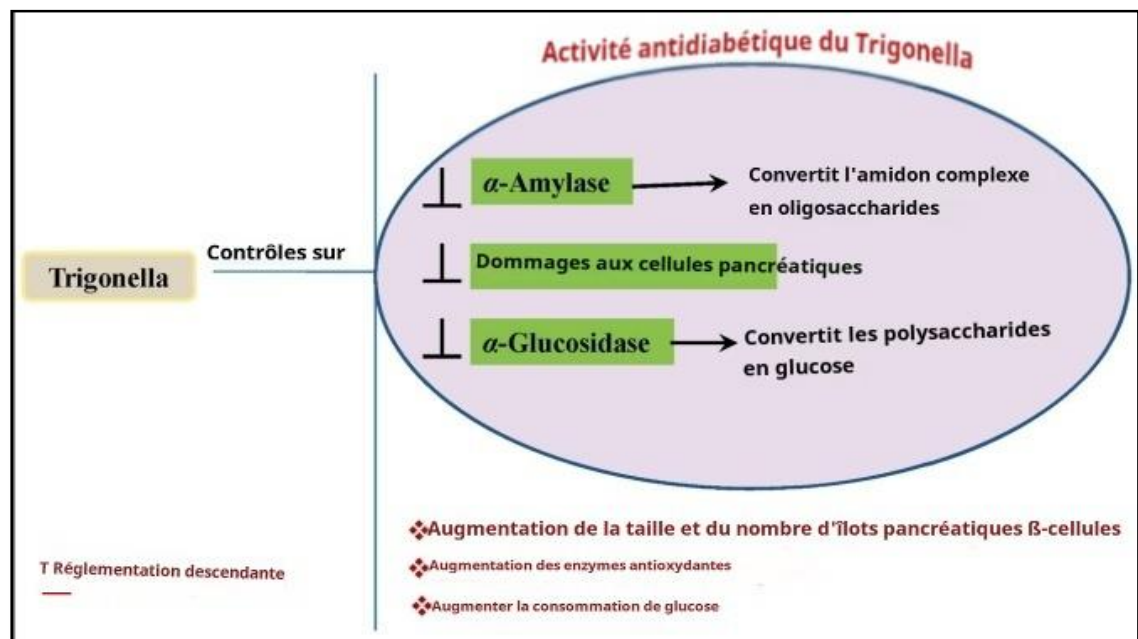 Activité antidiabétique du Trigonella
α-Amylase
Convertit l'amidon complexe
en oligosaccharides
Contrôles sur
Trigonella
Dommages aux cellules pancréatiques
α-Glucosidase
Convertit les polysaccharides
en glucose
❖Augmentation de la taille et du nombre d'îlots pancréatiques ß-cellules
T Réglementation descendante
❖Augmentation des enzymes antioxydantes
❖Augmenter la consommation de glucose